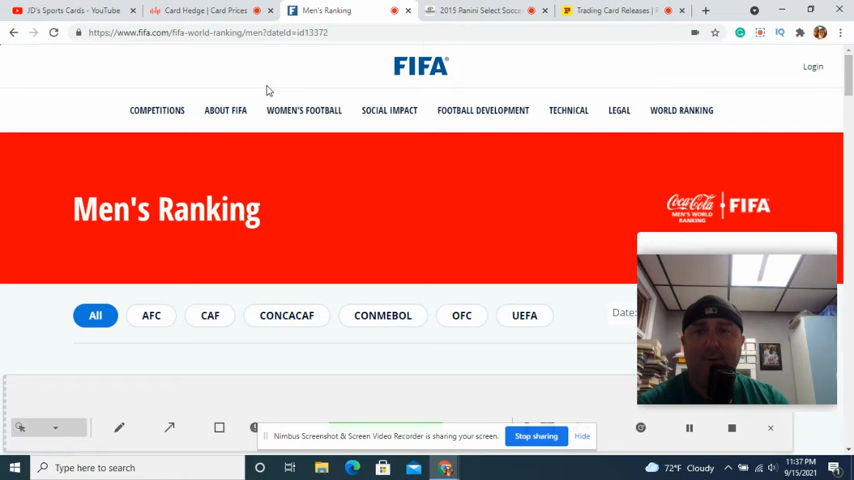 JD's Sports Cards - YouTube
Card Hedge | Card Prices
Men's Ranking
2015 Panini Select Socce
Trading Card Releases |
https://www.fifa.com/fifa-world-ranking/men?dateId=id13372
FIFA
Login
COMPETITIONS ABOUT FIFA WOMEN'S FOOTBALL SOCIAL IMPACT FOOTBALL DEVELOPMENT TECHNICAL LEGAL WORLD RANKING
Men's Ranking
Coca-Cola
MEN'S WORLD
RANKING
FIFA
All AFC CAF CONCACAF CONMEBOL OFC UEFA Date:
Nimbus Screenshot & Screen Video Recorder is sharing your screen. Stop sharing Hide
Type here to search
72°F Cloudy
11:37 PM
9/15/2021